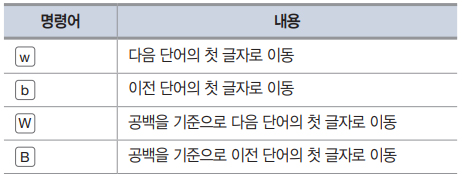 명령어 내용
w 다음 단어의 첫 글자로 이동
b 이전 단어의 첫 글자로 이동
W 공백을 기준으로 다음 단어의 첫 글자로 이동
B 공백을 기준으로 이전 단어의 첫 글자로 이동